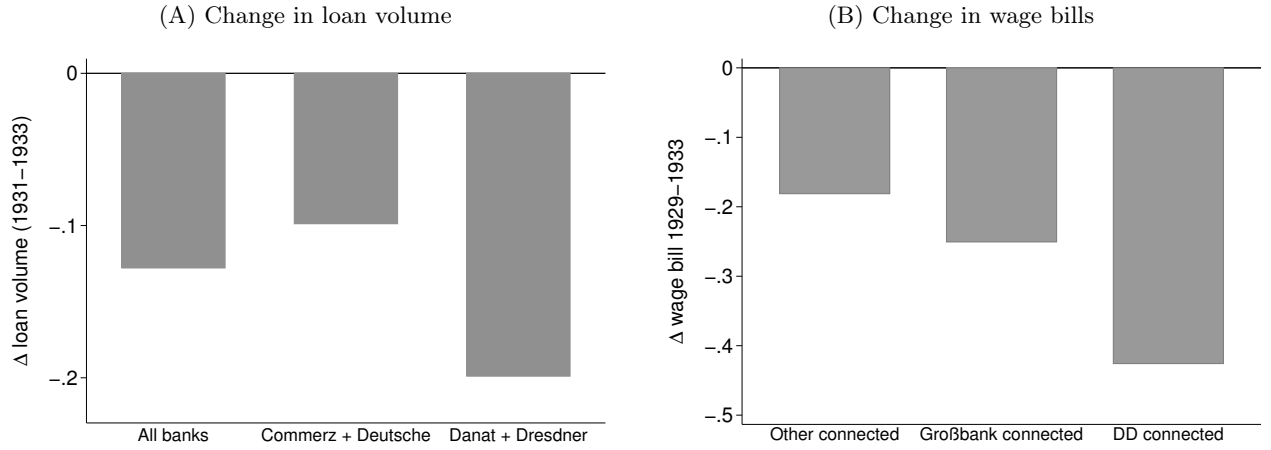 (A) Change in loan volume
Δ loan volume (1931−1933)
0
−.1
−.2
All banks
Commerz + Deutsche
Danat + Dresdner
(B) Change in wage bills
Δ wage bill 1929−1933
0
−.1
−.2
−.3
−.4
−.5
Other connected
Großbank connected
DD connected